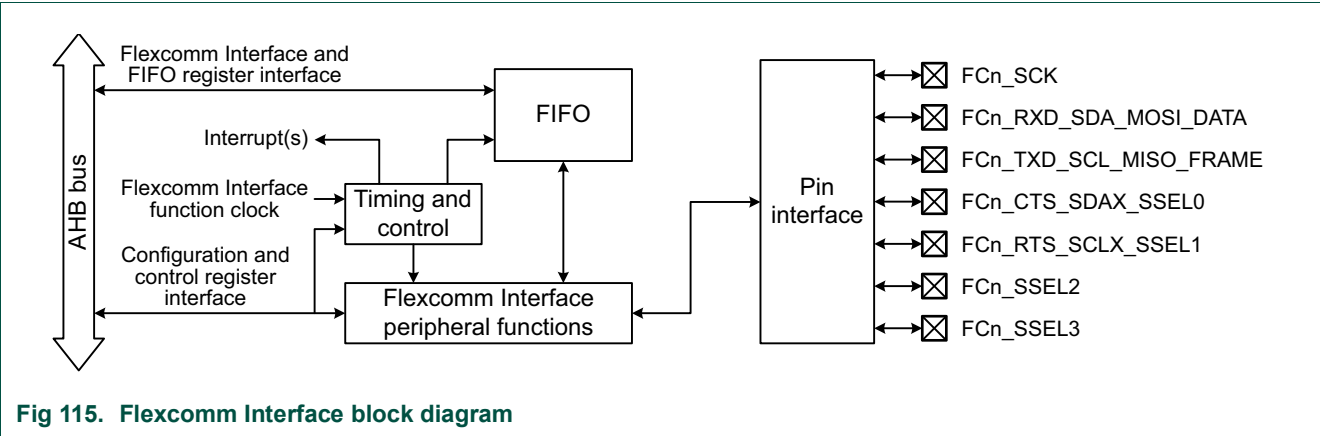 Flexcomm Interface and
FIFO register interface
FIFO
Interrupt(s)
Flexcomm Interface
function clock
Timing and
control
AHB bus
Configuration and
control register
interface
Flexcomm Interface
peripheral functions
Pin
interface
FCn_SCK
FCn_RXD_SDA_MOSI_DATA
FCn_TXD_SCL_MISO_FRAME
FCn_CTS_SDAX_SSEL0
FCn_RTS_SCLX_SSEL1
FCn_SSEL2
FCn_SSEL3
Fig 115. Flexcomm Interface block diagram